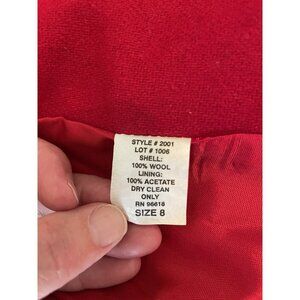 STYLE # 2001
LOT # 1006
SHELL:
100% WOOL
LINING:
100% ACETATE
DRY CLEAN
ONLY
RN 96618
SIZE 8